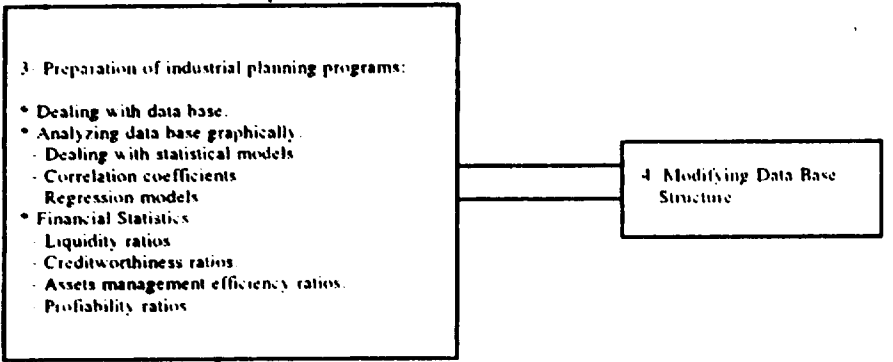 3- Preparation of industrial planning programs:
* Dealing with data base.
* Analyzing data base graphically.
- Dealing with statistical models
- Correlation coefficients
Regression models
* Financial Statistics
- Liquidity ratios
- Creditworthiness ratios.
- Assets management efficiency ratios.
- Profiability ratios
4. Modifying Data Base
Structure